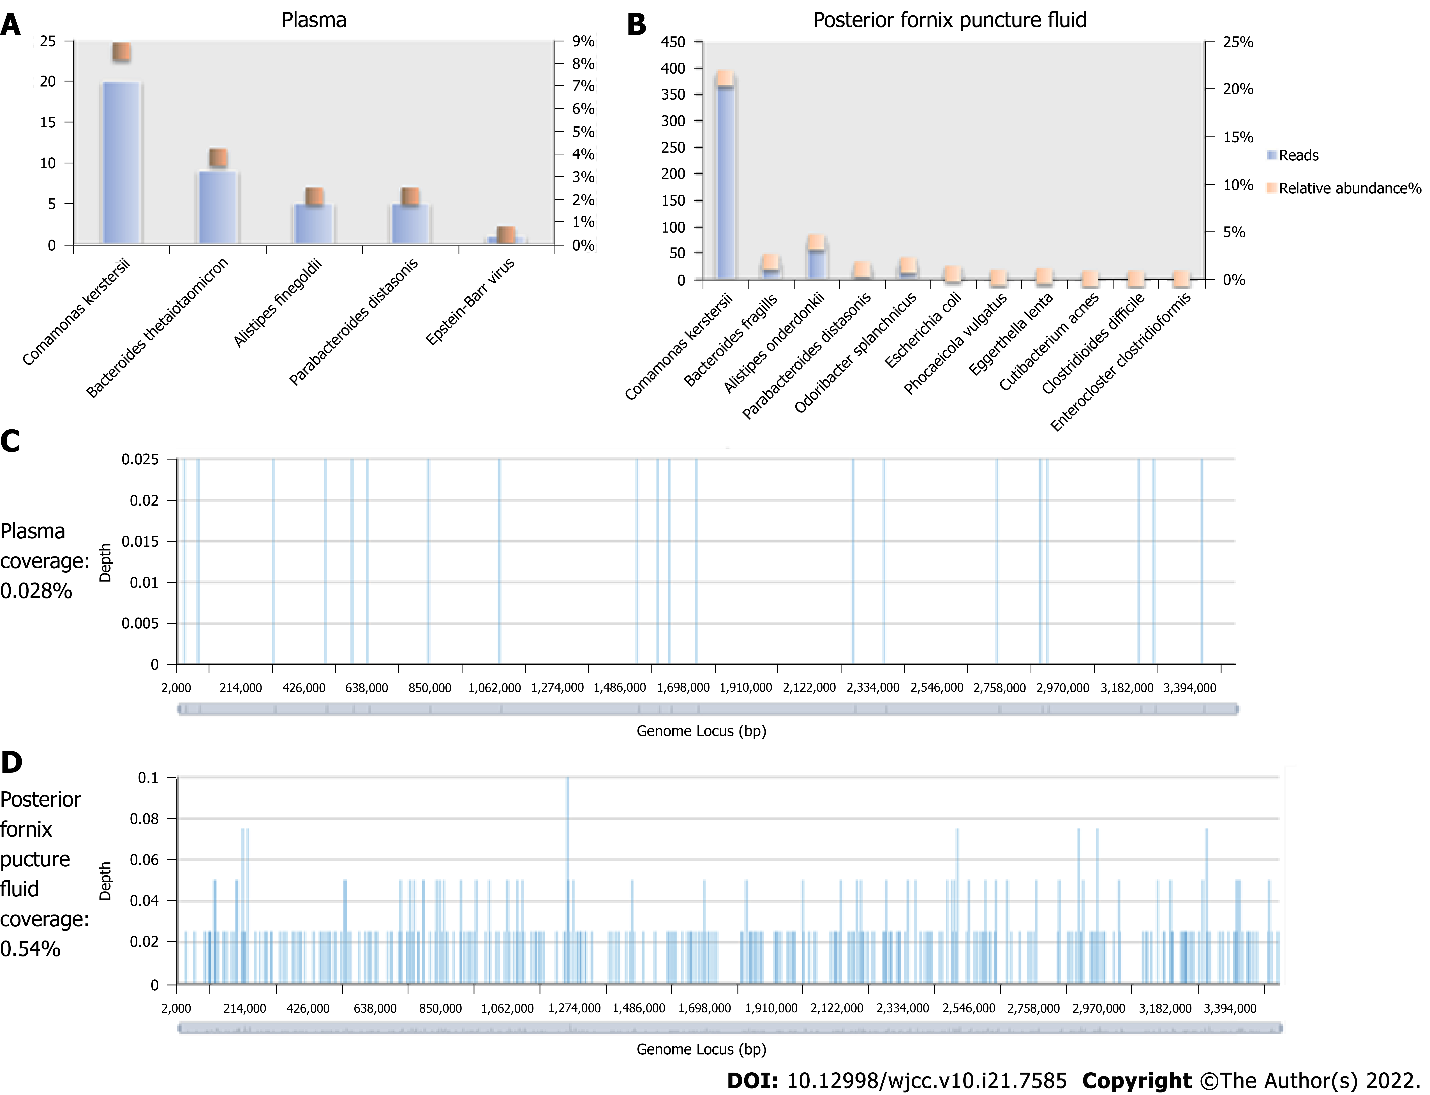 A
Plasma
25
20
15
10
5
0
9%
8%
7%
6%
5%
4%
3%
2%
1%
0%
Comamonas kerstersii
Bacteroides thetaiotaomicron
Alistipes finegoldii
Parabacteroides distasonis
Epstein-Barr virus
B
Posterior fornix puncture fluid
450
400
350
300
250
200
150
100
50
0
25%
20%
15%
10%
5%
0%
Reads
Relative abundance%
Comamonas kerstersii
Bacteroides fragills
Alistipes onderdonkii
Parabacteroides distasonis
Odoribacter splanchnicus
Escherichia coli
Phocaeicola vulgatus
Eggerthella lenta
Cutibacterium acnes
Clostridioides difficile
Enterocloster clostridioformis
C
Plasma
coverage:
0.028%
Depth
0.025
0.02
0.015
0.01
0.005
0
2,000 214,000 426,000 638,000 850,000 1,062,000 1,274,000 1,486,000 1,698,000 1,910,000 2,122,000 2,334,000 2,546,000 2,758,000 2,970,000 3,182,000 3,394,000
Genome Locus (bp)
D
Posterior
fornix
pucture
fluid
coverage:
0.54%
Depth
0.1
0.08
0.06
0.04
0.02
0
2,000 214,000 426,000 638,000 850,000 1,062,000 1,274,000 1,486,000 1,698,000 1,910,000 2,122,000 2,334,000 2,546,000 2,758,000 2,970,000 3,182,000 3,394,000
Genome Locus (bp)
DOI: 10.12998/wjcc.v10.i21.7585 Copyright ©The Author(s) 2022.